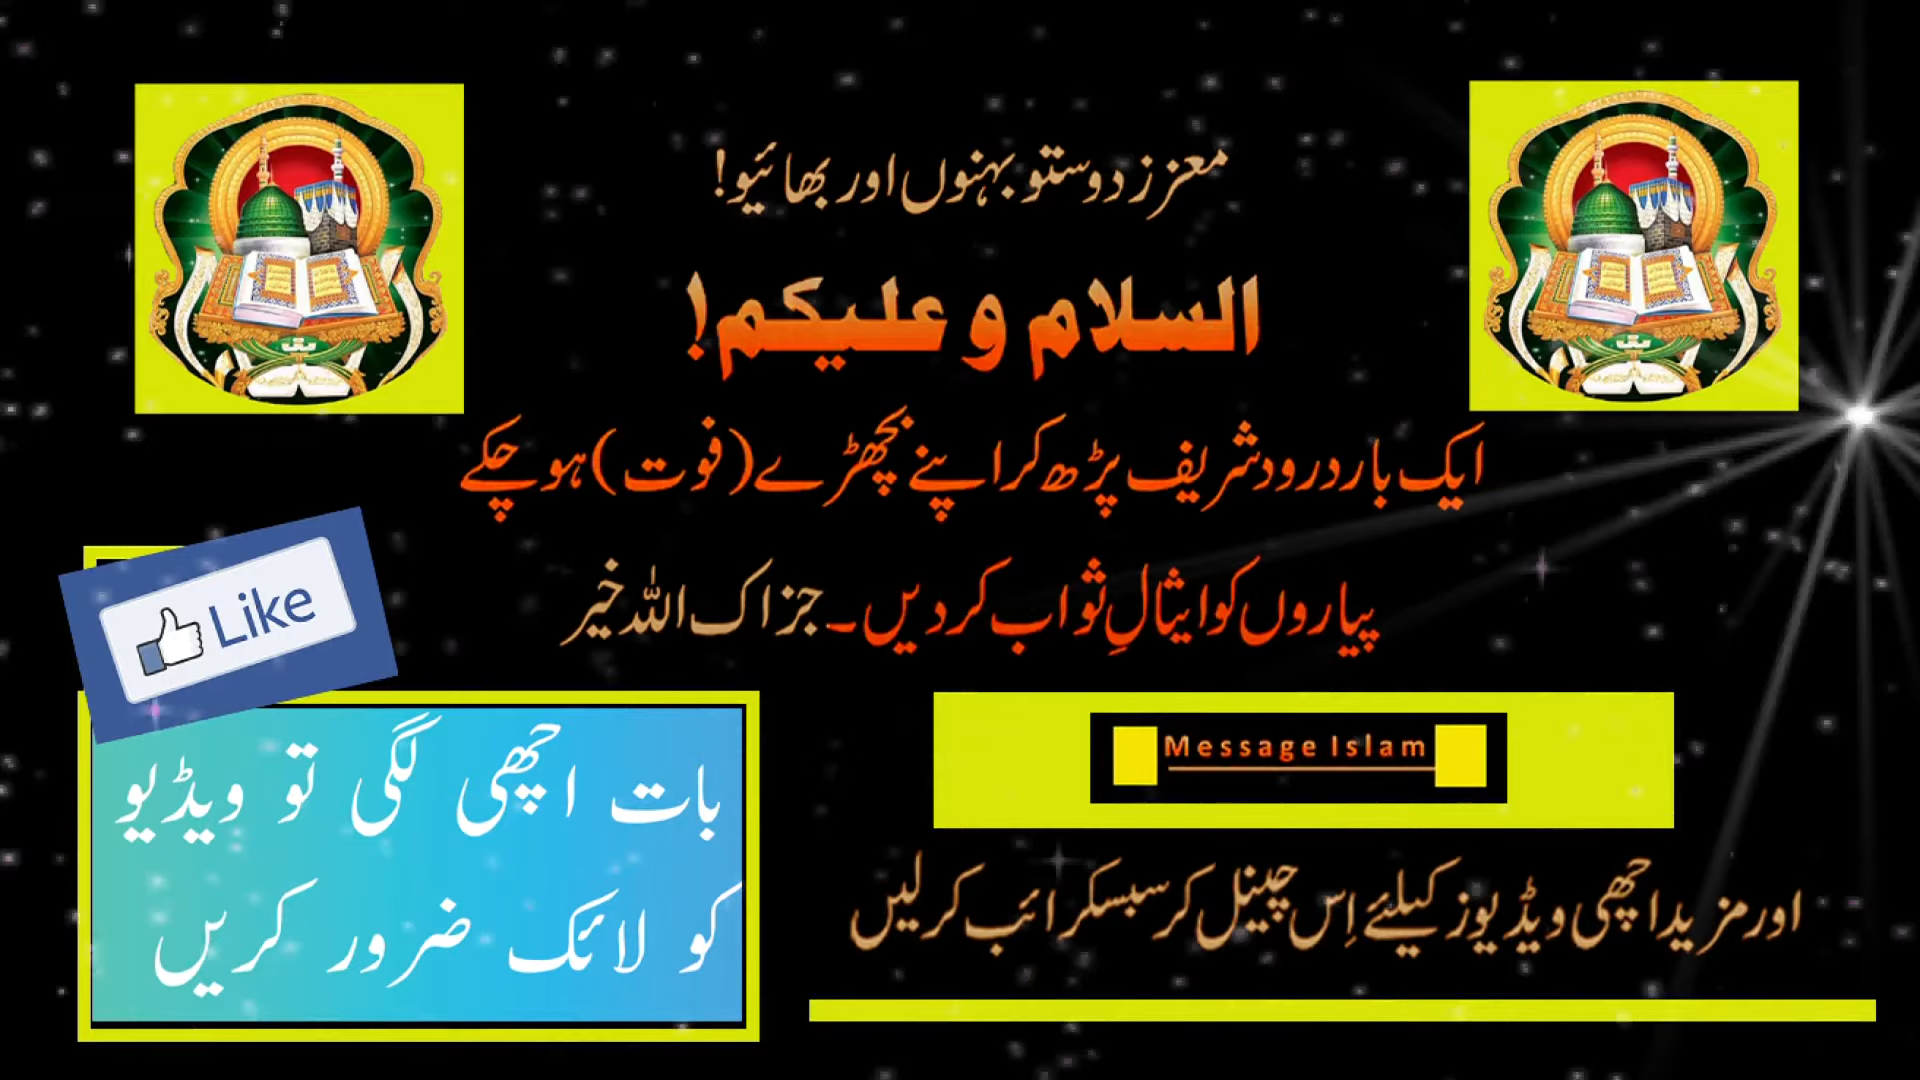 معزز دوستو بہنوں اور بھائیو!
السلام و علیکم!
ایک بار درود شریف پڑھ کر اپنے بچھڑے (فوت) ہو چکے
پیاروں کو ایثالِ ثواب کر دیں۔ جزاک اللہ خیر
Like
بات اچھی لگی تو ویڈیو
کو لائک ضرور کریں
Message Islam
اور مزید اچھی ویڈیوز کیلئے اِس چینل کر سبسکرائب کر لیں